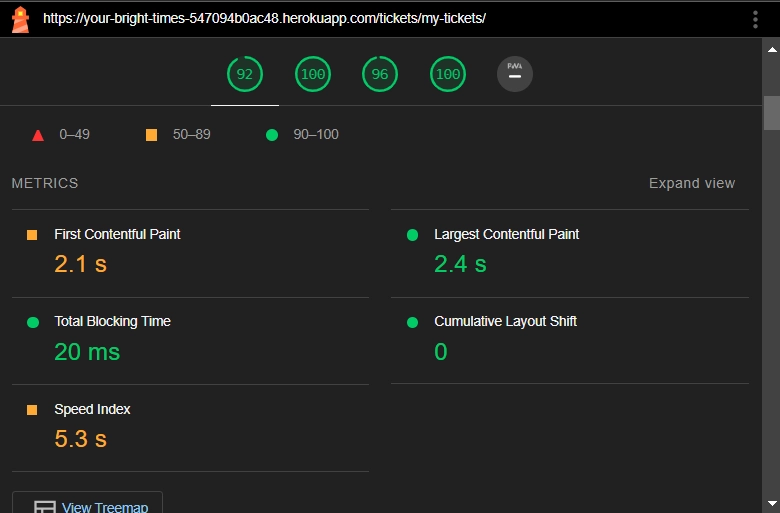 https://your-bright-times-547094b0ac48.herokuapp.com/tickets/my-tickets/
92 100 96 100 PWA
0–49 50–89 90–100
METRICS Expand view
First Contentful Paint
2.1 s
Largest Contentful Paint
2.4 s
Total Blocking Time
20 ms
Cumulative Layout Shift
0
Speed Index
5.3 s
View Treemap